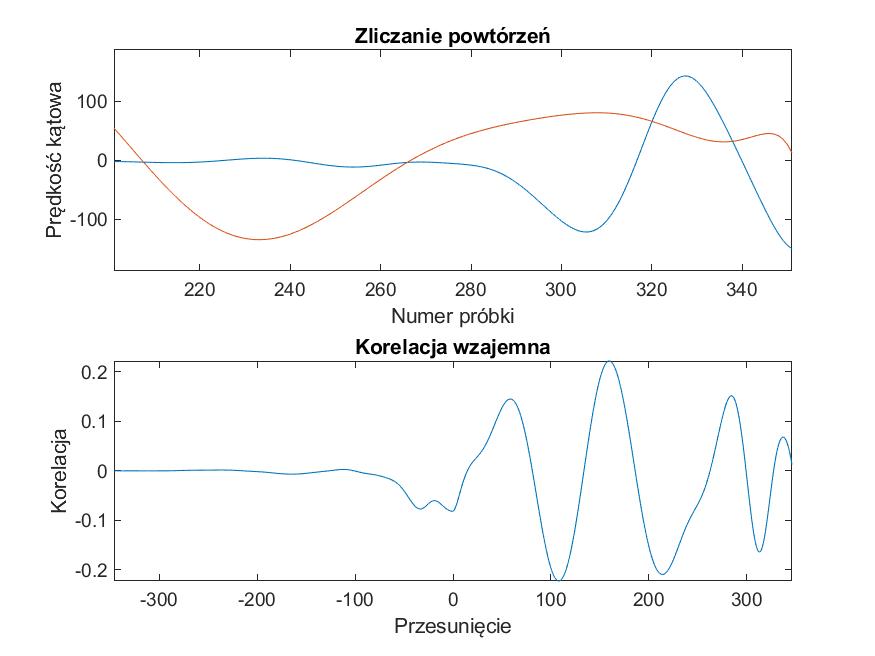 Zliczanie powtórzeń
Prędkość kątowa
100
0
-100
220 240 260 280 300 320 340
Numer próbki
Korelacja wzajemna
Korelacja
0.2
0.1
0
-0.1
-0.2
-300 -200 -100 0 100 200 300
Przesunięcie